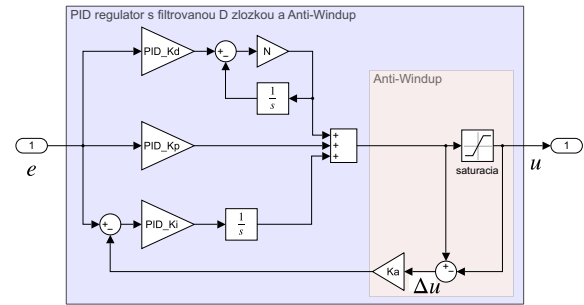 PID regulator s filtrovanou D zlozkou a Anti-Windup
PID_Kd
+
−
N
1
s
Anti-Windup
1
e
PID_Kp
+
+
+
saturacia
1
u
+
−
PID_Ki
1
s
Ka
Δu
+
−